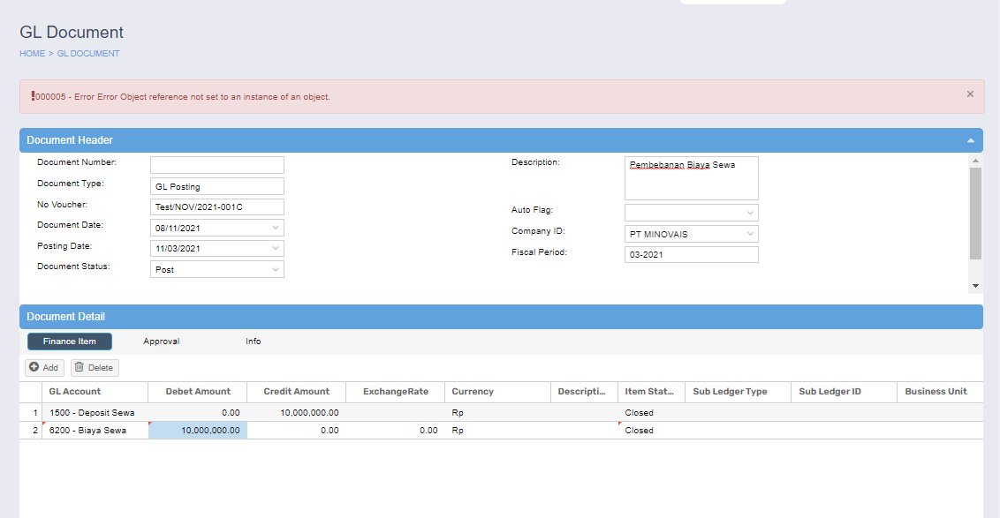 GL Document
HOME > GL DOCUMENT
!000005 - Error Error Object reference not set to an instance of an object. ×
Document Header
Document Number:
Document Type: GL Posting
No Voucher: Test/NOV/2021-001C
Document Date: 08/11/2021
Posting Date: 11/03/2021
Document Status: Post
Description: Pembebanan Biaya Sewa
Auto Flag:
Company ID: PT MINOVAIS
Fiscal Period: 03-2021
Document Detail
Finance Item Approval Info
Add Delete
GL Account Debet Amount Credit Amount ExchangeRate Currency Descripti... Item Stat... Sub Ledger Type Sub Ledger ID Business Unit
1 1500 - Deposit Sewa 0.00 10,000,000.00 Rp Closed
2 6200 - Biaya Sewa 10,000,000.00 0.00 0.00 Rp Closed